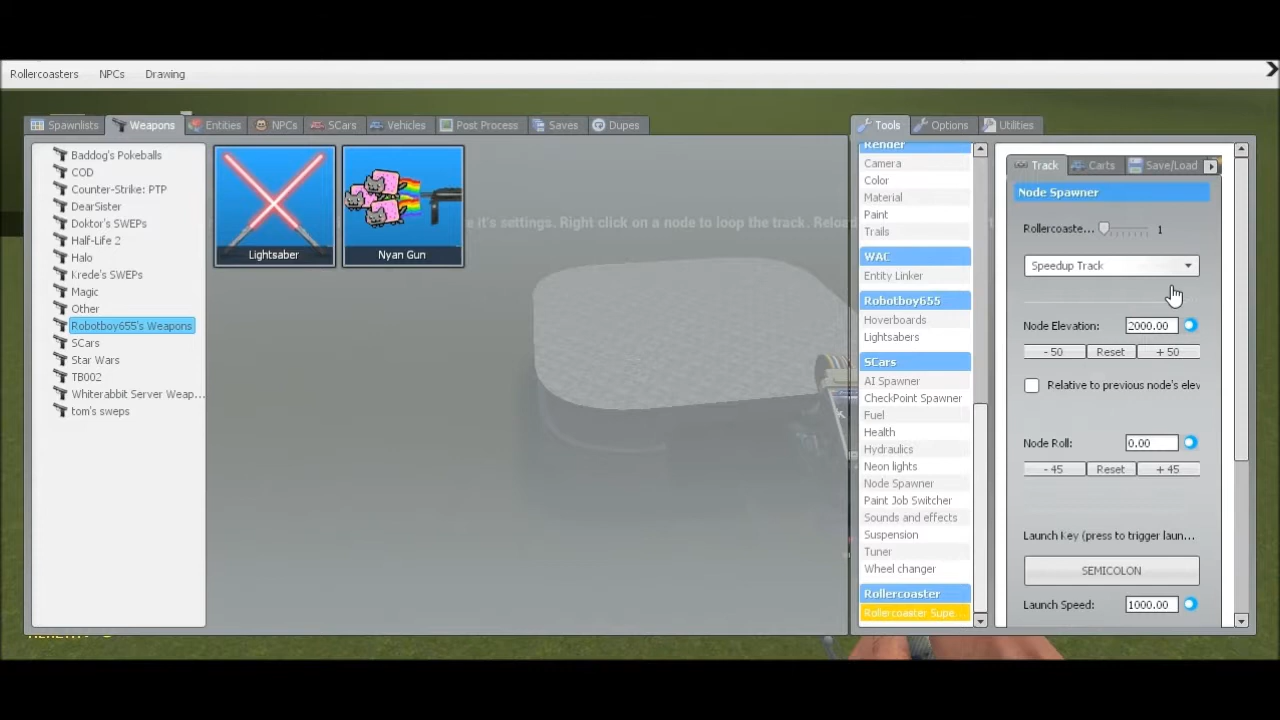 Rollercoasters NPCs Drawing
Spawnlists Weapons Entities NPCs SCars Vehicles Post Process Saves Dupes
Tools Options Utilities
Baddog's Pokeballs
COD
Counter-Strike: PTP
DearSister
Doktor's SWEPs
Half-Life 2
Halo
Krede's SWEPs
Magic
Other
Robotboy655's Weapons
SCars
Star Wars
TB002
Whiterabbit Server Weap...
tom's sweps
Lightsaber
Nyan Gun
it's settings. Right click on a node to loop the track. Reload
Render
Camera
Color
Material
Paint
Trails
WAC
Entity Linker
Robotboy655
Hoverboards
Lightsabers
SCars
AI Spawner
CheckPoint Spawner
Fuel
Health
Hydraulics
Neon lights
Node Spawner
Paint Job Switcher
Sounds and effects
Suspension
Tuner
Wheel changer
Rollercoaster
Rollercoaster Supe
Track Carts Save/Load
Node Spawner
Rollercoaste... 1
Speedup Track
Node Elevation: 2000.00
- 50 Reset + 50
Relative to previous node's elev
Node Roll: 0.00
- 45 Reset + 45
Launch Key (press to trigger laun...
SEMICOLON
Launch Speed: 1000.00